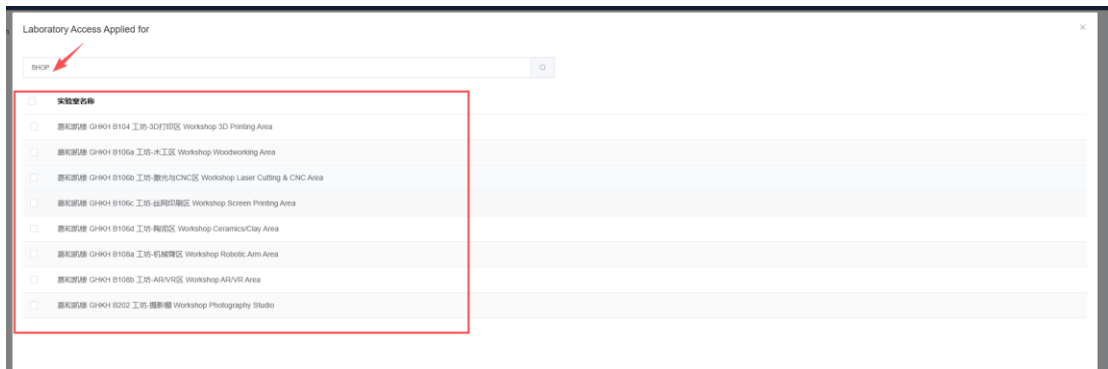 Laboratory Access Applied for
SHOP
实验室名称
嘉和凯楼 GHKH B104 工坊-3D打印区 Workshop 3D Printing Area
嘉和凯楼 GHKH B106a 工坊-木工区 Workshop Woodworking Area
嘉和凯楼 GHKH B106b 工坊-激光与CNC区 Workshop Laser Cutting & CNC Area
嘉和凯楼 GHKH B106c 工坊-丝网印刷区 Workshop Screen Printing Area
嘉和凯楼 GHKH B106d 工坊-陶泥区 Workshop Ceramics/Clay Area
嘉和凯楼 GHKH B108a 工坊-机械臂区 Workshop Robotic Arm Area
嘉和凯楼 GHKH B108b 工坊-AR/VR区 Workshop AR/VR Area
嘉和凯楼 GHKH B202 工坊-摄影棚 Workshop Photography Studio